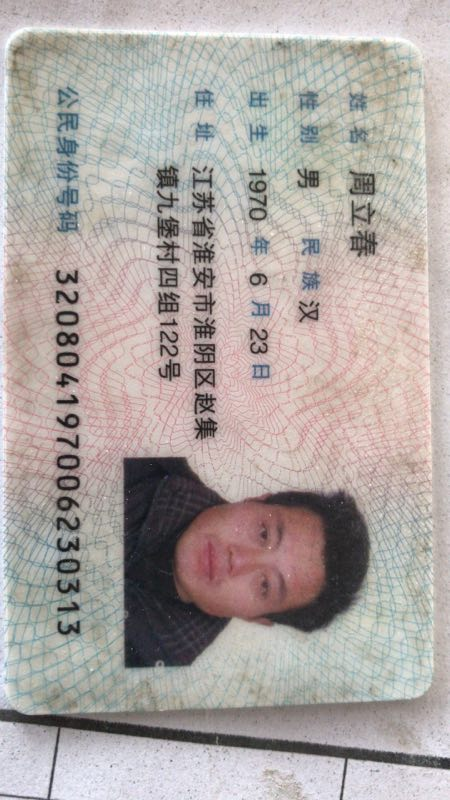 姓名 周立春
性别 男 民族 汉
出生 1970 年 6 月 23 日
住址 江苏省淮安市淮阴区赵集
镇九堡村四组122号
公民身份号码 320804197006230313